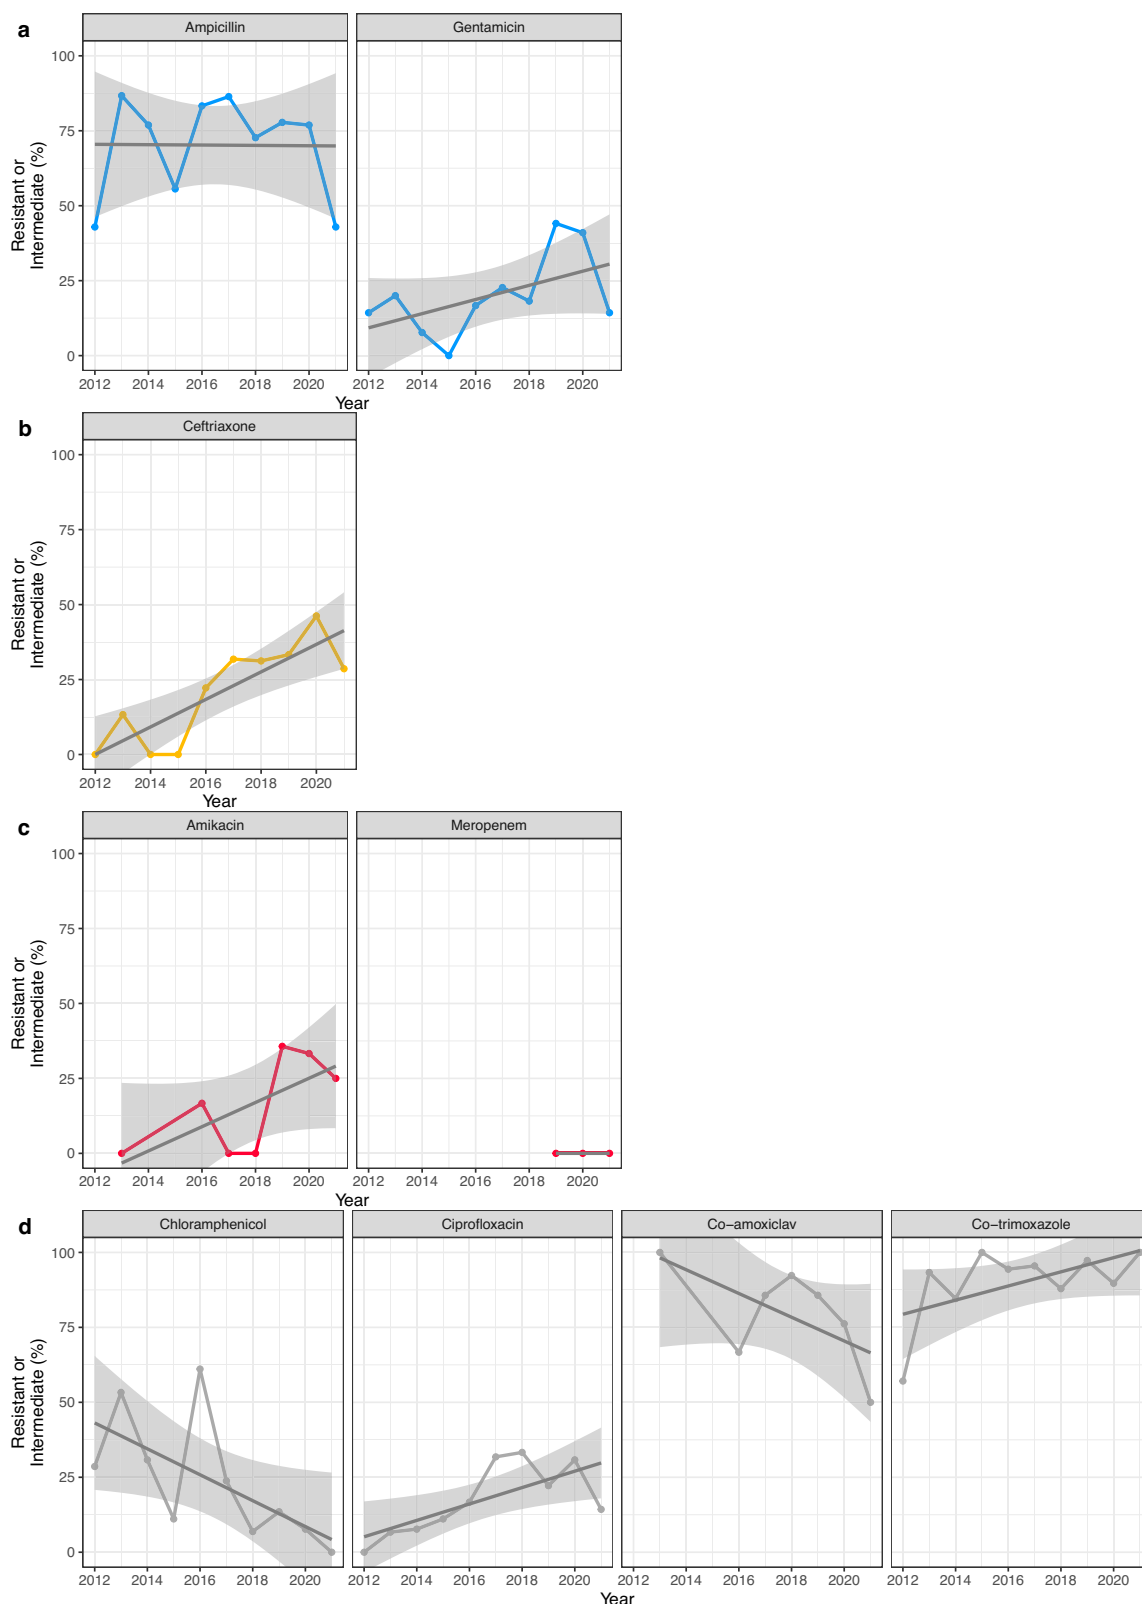 a
Ampicillin Gentamicin
100
75
50
25
0
Resistant or
Intermediate (%)
2012 2014 2016 2018 2020 2012 2014 2016 2018 2020
Year
b
Ceftriaxone
100
75
50
25
0
Resistant or
Intermediate (%)
2012 2014 2016 2018 2020
Year
c
Amikacin Meropenem
100
75
50
25
0
Resistant or
Intermediate (%)
2012 2014 2016 2018 2020 2012 2014 2016 2018 2020
Year
d
Chloramphenicol Ciprofloxacin Co−amoxiclav Co−trimoxazole
100
75
50
25
0
Resistant or
Intermediate (%)
2012 2014 2016 2018 2020 2012 2014 2016 2018 2020 2012 2014 2016 2018 2020 2012 2014 2016 2018 2020
Year